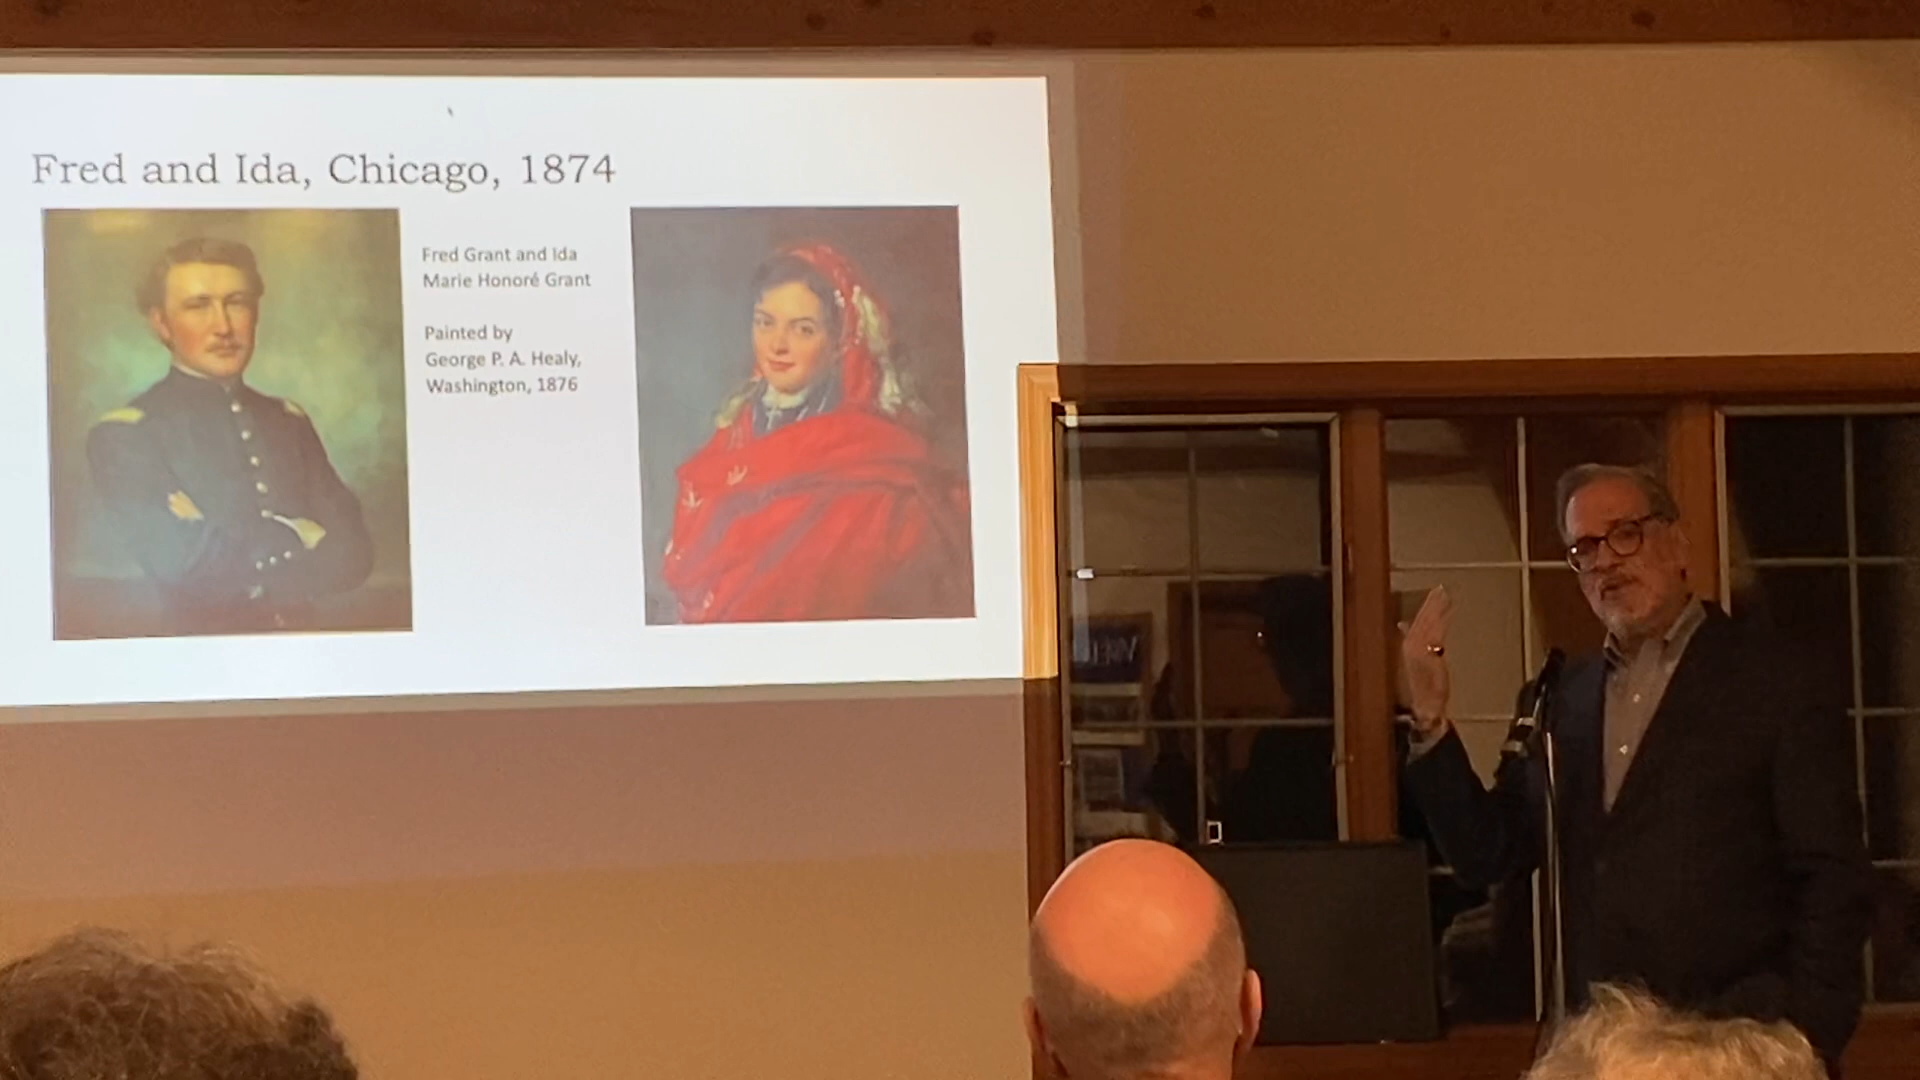 Fred and Ida, Chicago, 1874
Fred Grant and Ida
Marie Honoré Grant
Painted by
George P. A. Healy,
Washington, 1876